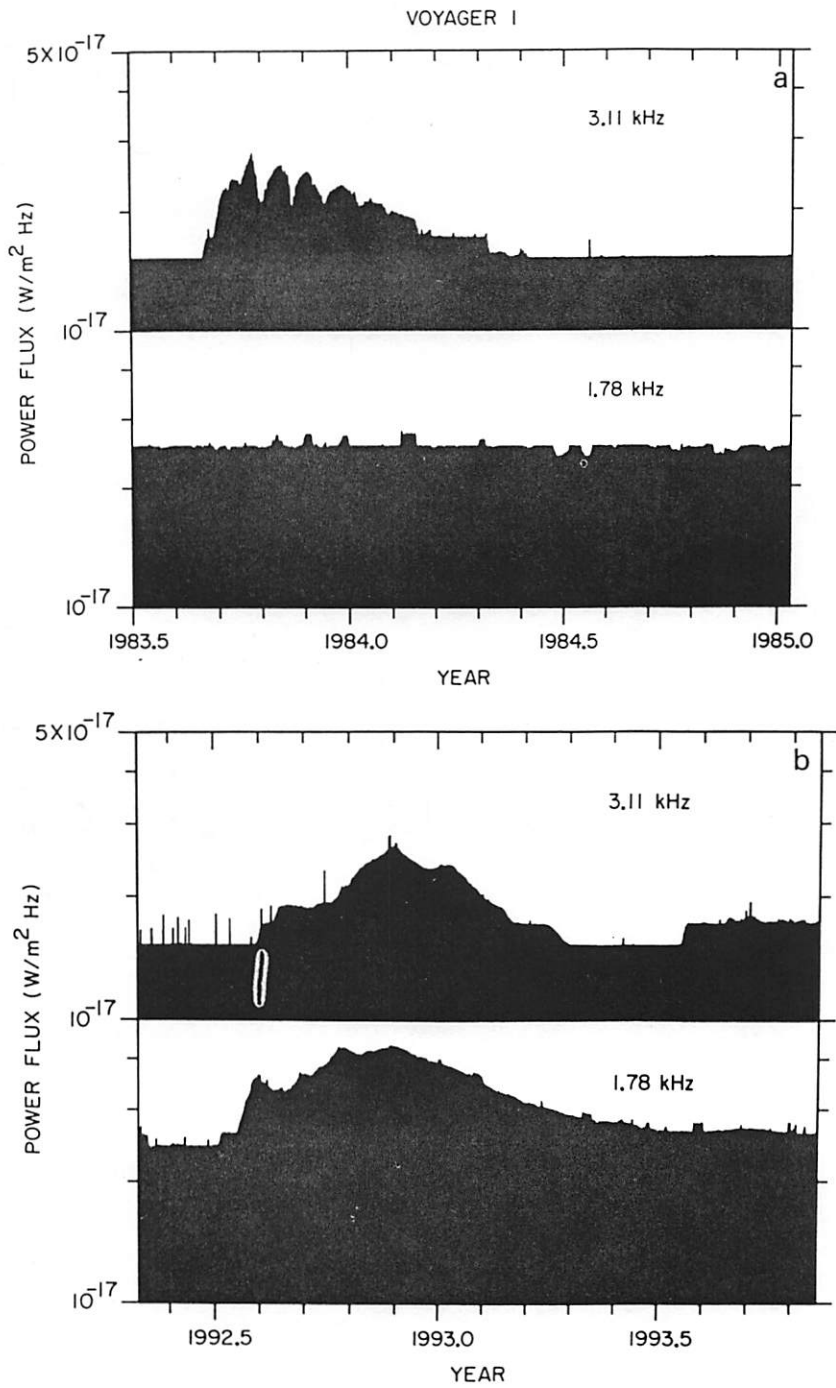 VOYAGER I
5X10⁻¹⁷
a
3.11 kHz
POWER FLUX (W/m² Hz)
10⁻¹⁷
1.78 kHz
10⁻¹⁷
1983.5 1984.0 1984.5 1985.0
YEAR
5X10⁻¹⁷
b
3.11 kHz
POWER FLUX (W/m² Hz)
10⁻¹⁷
1.78 kHz
10⁻¹⁷
1992.5 1993.0 1993.5
YEAR